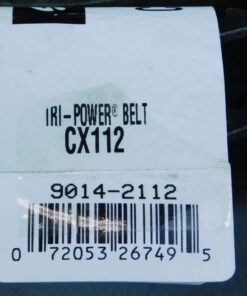 TRI-POWER® BELT
CX112
9014-2112
0 72053 26749 5